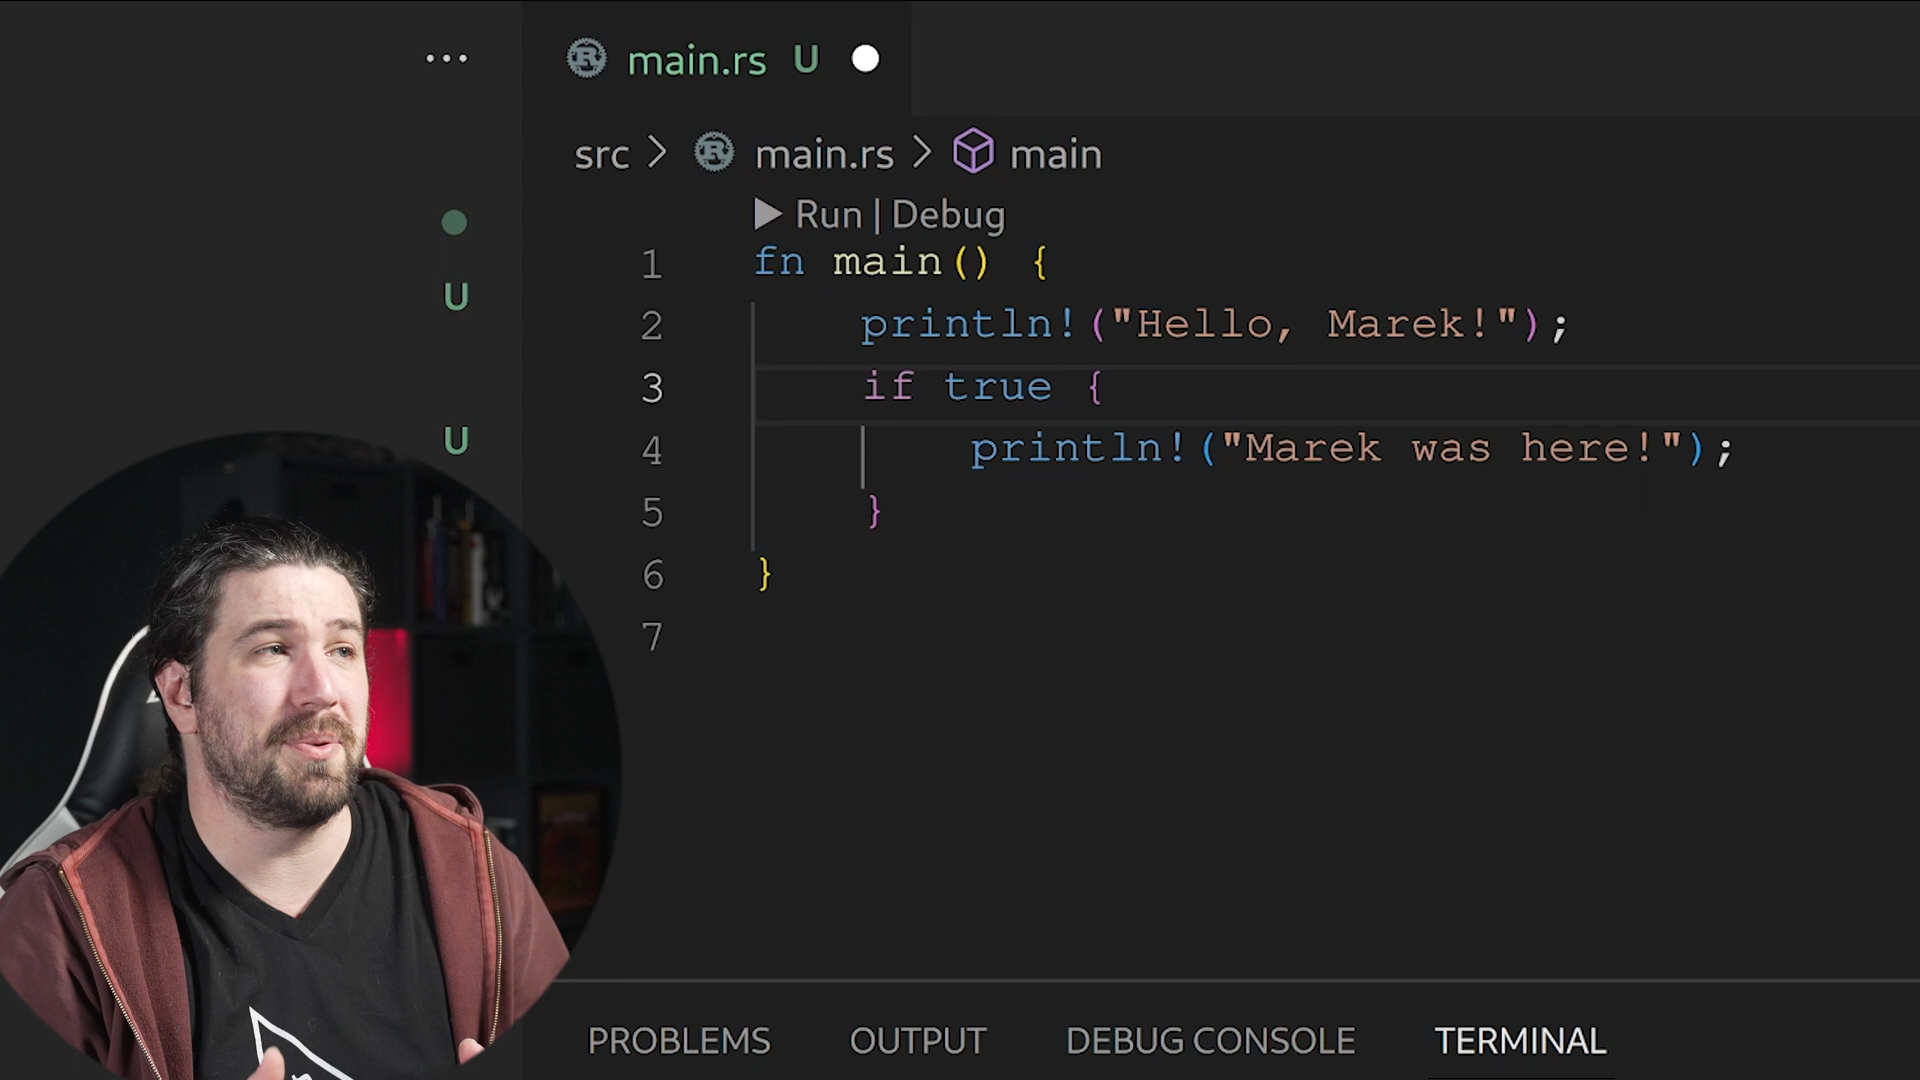 ... main.rs U
src > main.rs > main
Run | Debug
U
1 fn main() {
2 println!("Hello, Marek!");
3 if true {
4 println!("Marek was here!");
U
5 }
6 }
7
PROBLEMS OUTPUT DEBUG CONSOLE TERMINAL